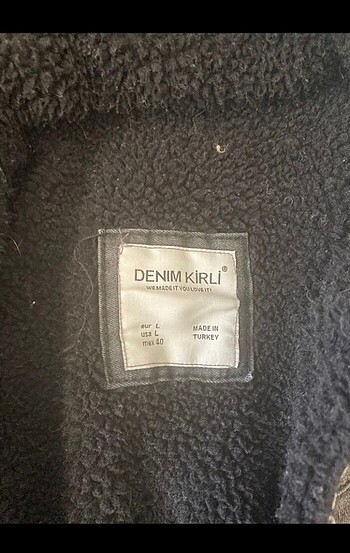 DENIM KiRLi®
WE MADE IT YOU LOVE IT!
eur L
usa L
mex 40
MADE IN
TURKEY